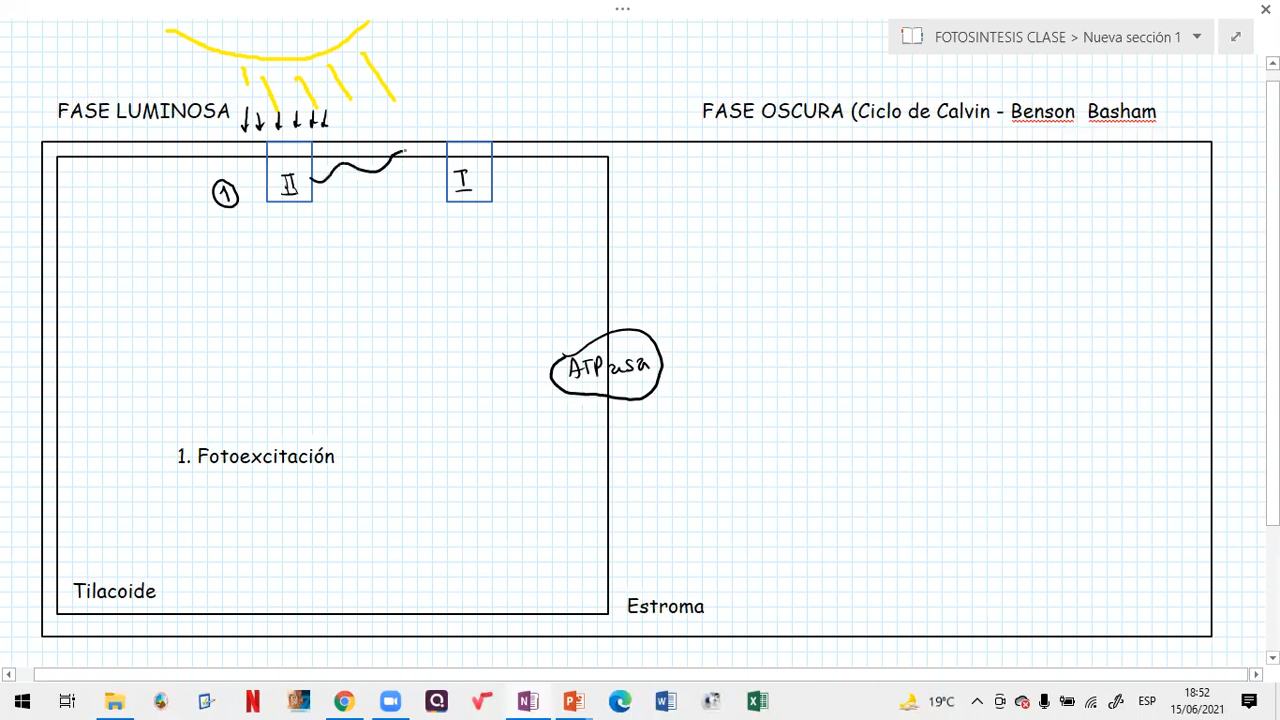 FOTOSINTESIS CLASE > Nueva sección 1
FASE LUMINOSA
FASE OSCURA (Ciclo de Calvin - Benson Basham
1
II
I
ATPasa
1. Fotoexcitación
Tilacoide
Estroma
19°C
ESP
18:32
15/06/2021